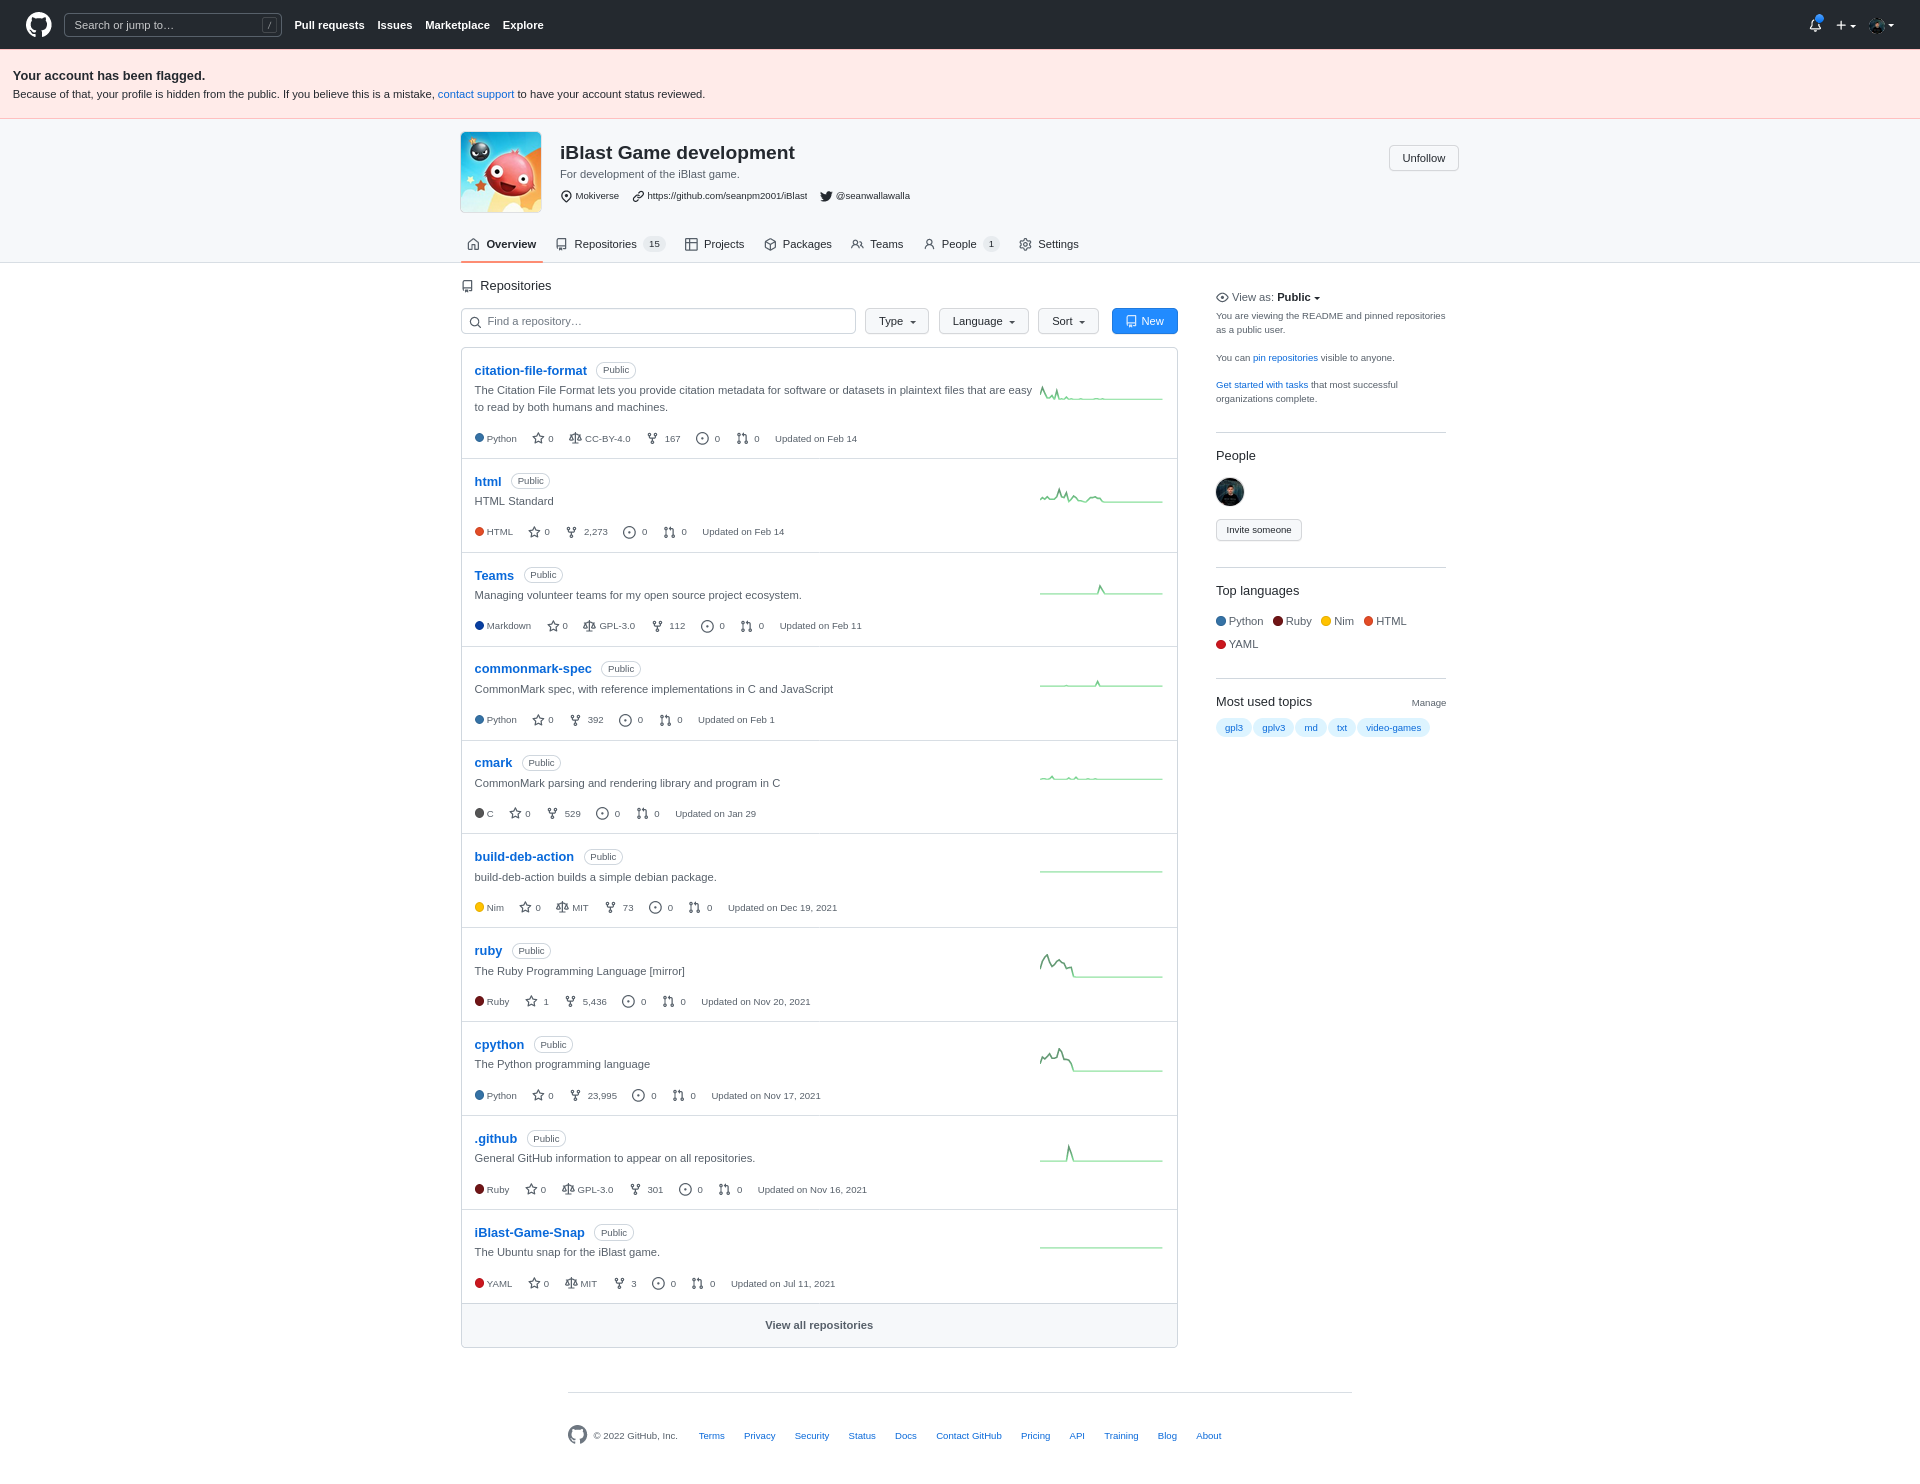 Search or jump to…
/
Pull requests Issues Marketplace Explore
Your account has been flagged.
Because of that, your profile is hidden from the public. If you believe this is a mistake, contact support to have your account status reviewed.
iBlast Game development
For development of the iBlast game.
Mokiverse https://github.com/seanpm2001/iBlast @seanwallawalla
Unfollow
Overview Repositories 15 Projects Packages Teams People 1 Settings
Repositories
Find a repository…
Type Language Sort New
citation-file-format Public
The Citation File Format lets you provide citation metadata for software or datasets in plaintext files that are easy
to read by both humans and machines.
Python 0 CC-BY-4.0 167 0 0 Updated on Feb 14
html Public
HTML Standard
HTML 0 2,273 0 0 Updated on Feb 14
Teams Public
Managing volunteer teams for my open source project ecosystem.
Markdown 0 GPL-3.0 112 0 0 Updated on Feb 11
commonmark-spec Public
CommonMark spec, with reference implementations in C and JavaScript
Python 0 392 0 0 Updated on Feb 1
cmark Public
CommonMark parsing and rendering library and program in C
C 0 529 0 0 Updated on Jan 29
build-deb-action Public
build-deb-action builds a simple debian package.
Nim 0 MIT 73 0 0 Updated on Dec 19, 2021
ruby Public
The Ruby Programming Language [mirror]
Ruby 1 5,436 0 0 Updated on Nov 20, 2021
cpython Public
The Python programming language
Python 0 23,995 0 0 Updated on Nov 17, 2021
.github Public
General GitHub information to appear on all repositories.
Ruby 0 GPL-3.0 301 0 0 Updated on Nov 16, 2021
iBlast-Game-Snap Public
The Ubuntu snap for the iBlast game.
YAML 0 MIT 3 0 0 Updated on Jul 11, 2021
View all repositories
View as: Public
You are viewing the README and pinned repositories
as a public user.
You can pin repositories visible to anyone.
Get started with tasks that most successful
organizations complete.
People
Invite someone
Top languages
Python Ruby Nim HTML
YAML
Most used topics Manage
gpl3 gplv3 md txt video-games
© 2022 GitHub, Inc. Terms Privacy Security Status Docs Contact GitHub Pricing API Training Blog About